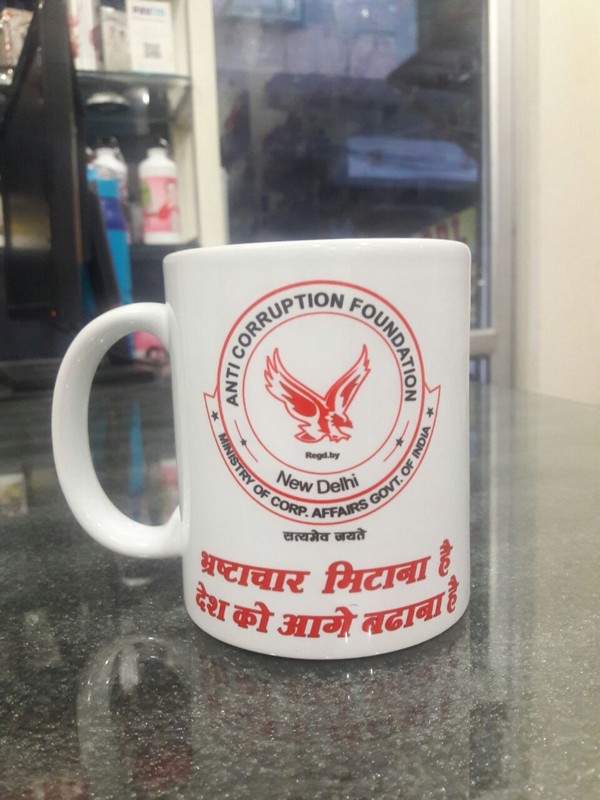 Paytm
ANTI CORRUPTION FOUNDATION
Regd.by
New Delhi
MINISTRY OF CORP. AFFAIRS GOVT. OF INDIA
सत्यमेव जयते
भ्रष्टाचार मिटाना है
देश को आगे बढाना है